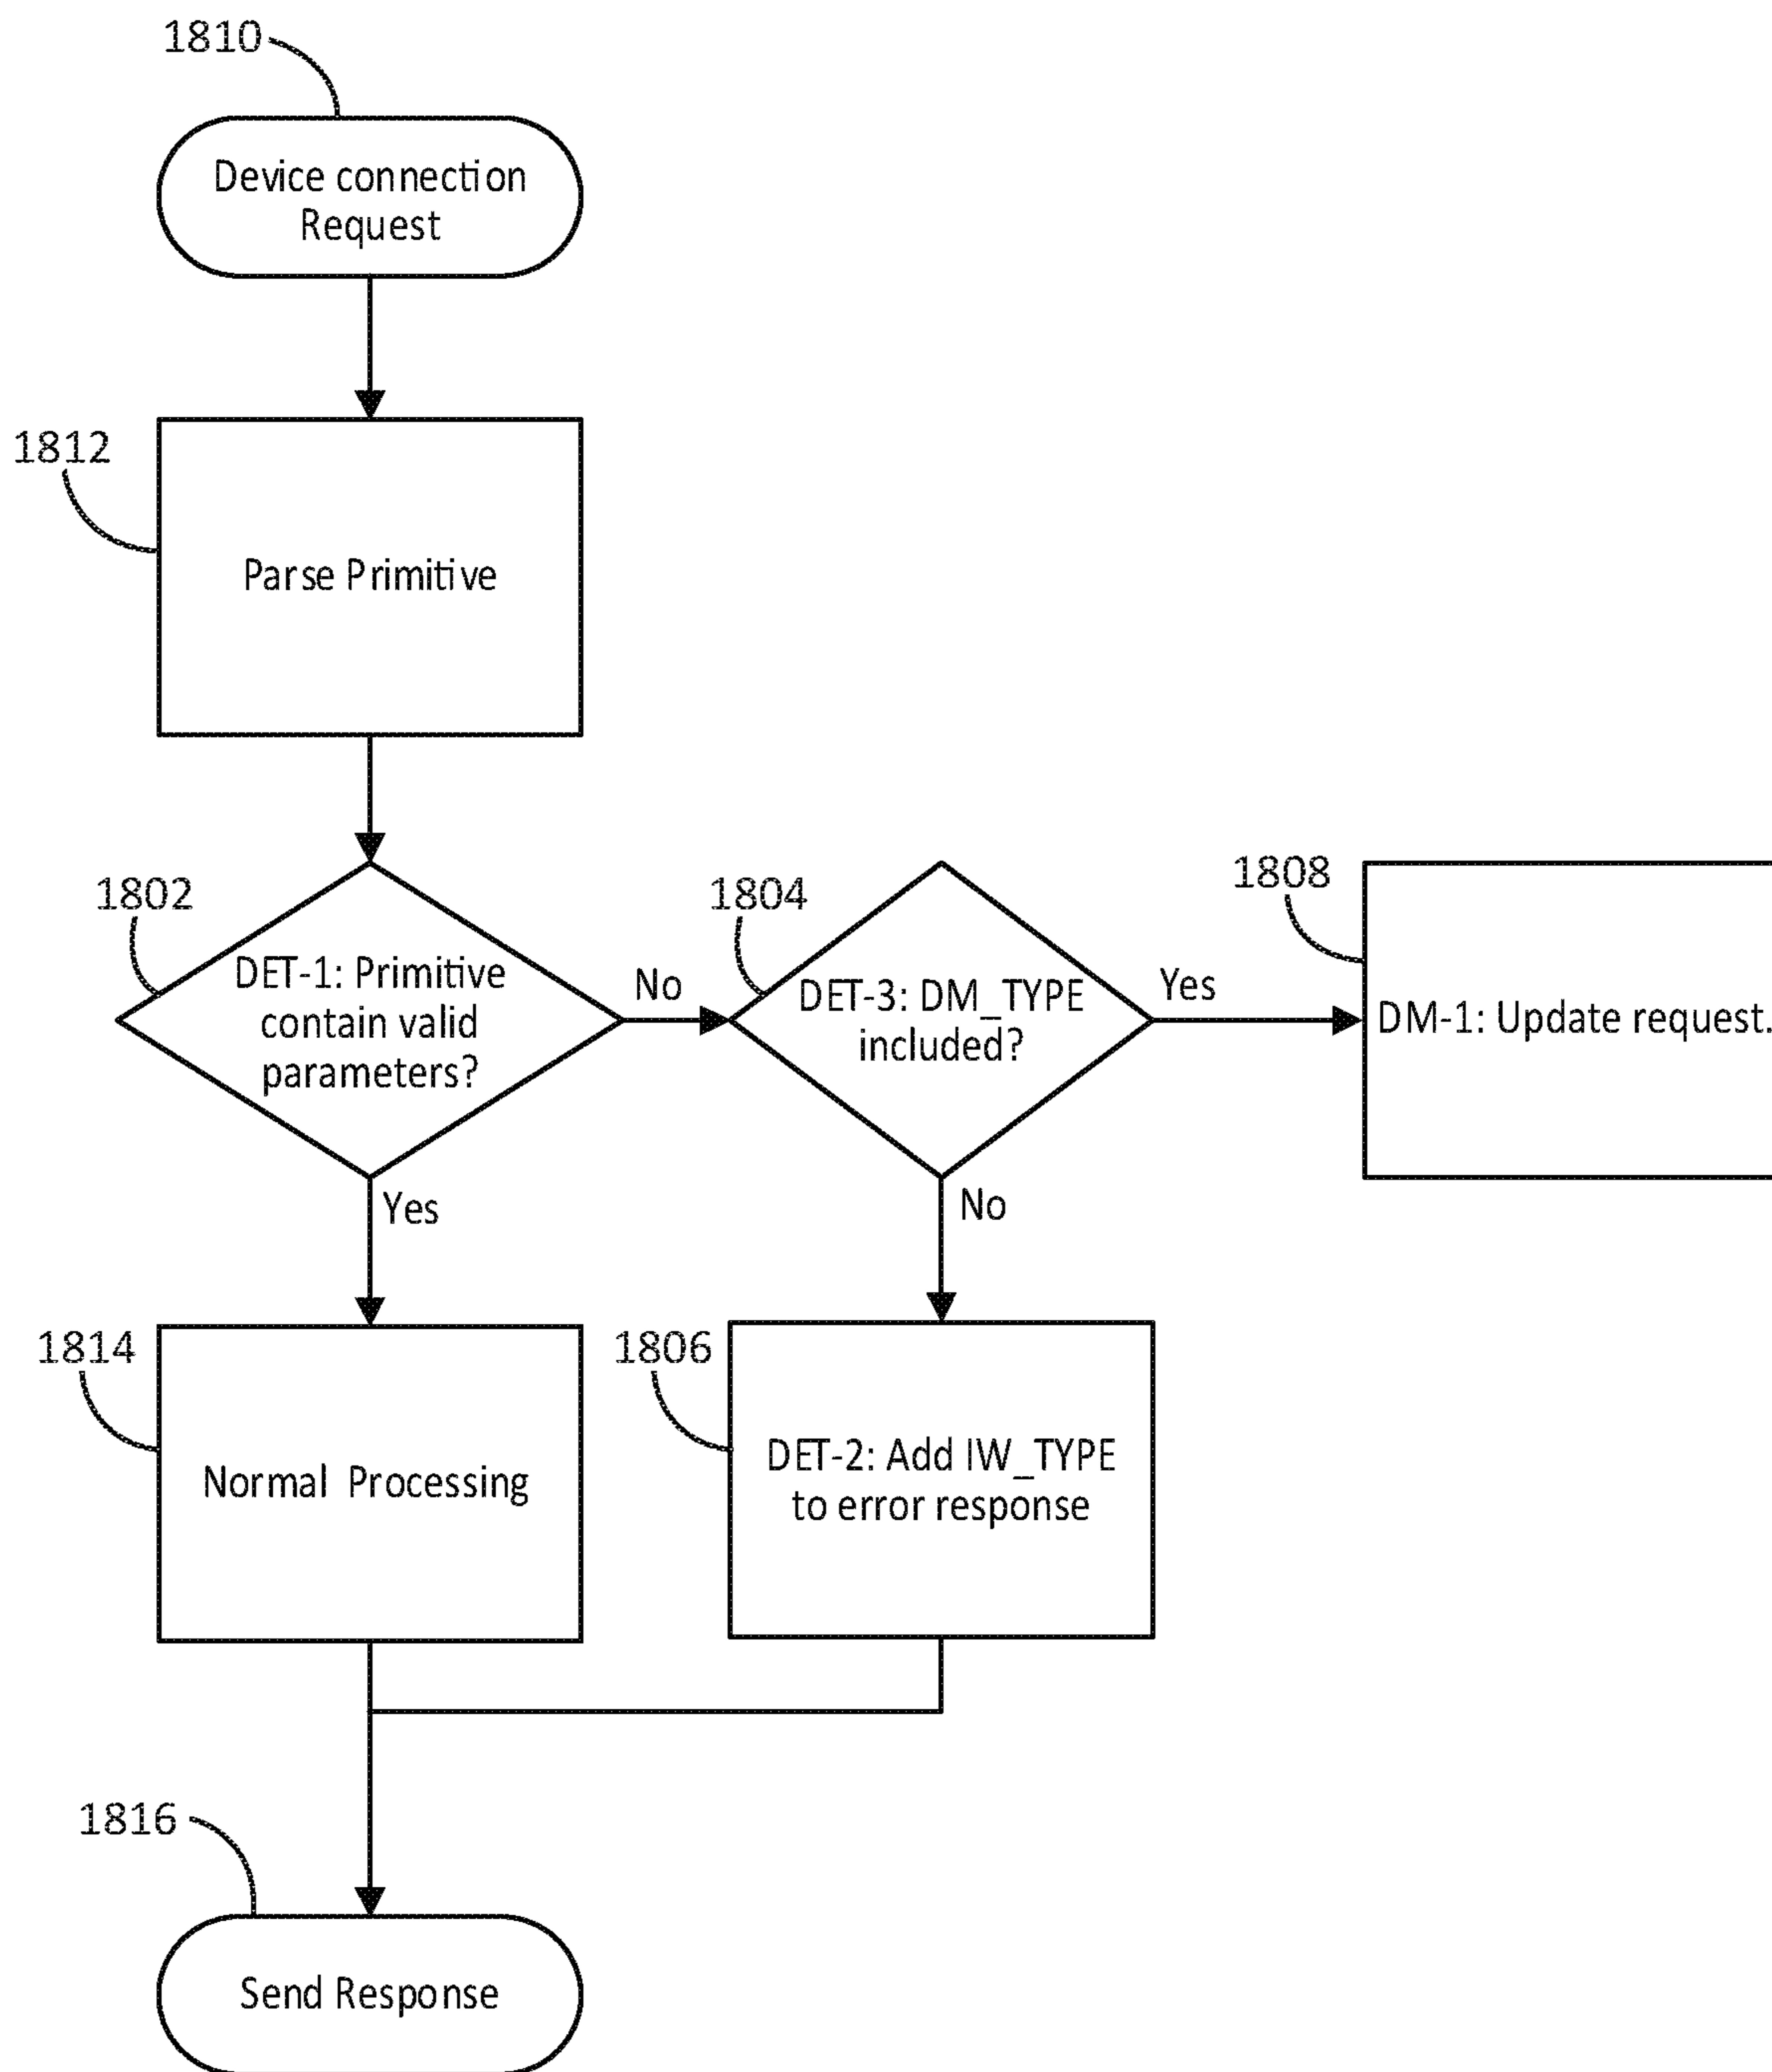 1810
Device connection
Request
1812
Parse Primitive
1802
DET-1: Primitive
contain valid
parameters?
No
1804
DET-3: DM_TYPE
included?
Yes
1808
DM-1: Update request.
Yes
No
1814
Normal Processing
1806
DET-2: Add IW_TYPE
to error response
1816
Send Response